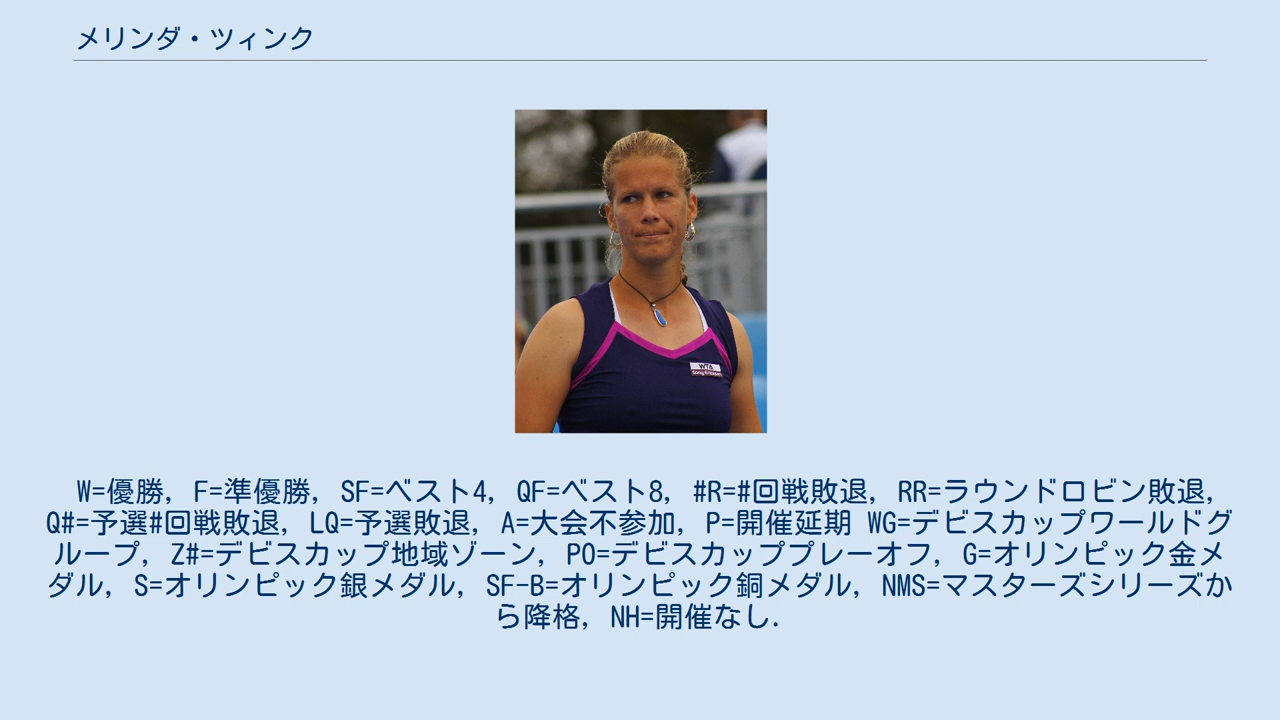 メリンダ・ツィンク
WTA
Sony Ericsson
W=優勝, F=準優勝, SF=ベスト4, QF=ベスト8, #R=#回戦敗退, RR=ラウンドロビン敗退,
Q#=予選#回戦敗退, LQ=予選敗退, A=大会不参加, P=開催延期 WG=デビスカップワールドグ
ループ, Z#=デビスカップ地域ゾーン, PO=デビスカッププレーオフ, G=オリンピック金メ
ダル, S=オリンピック銀メダル, SF-B=オリンピック銅メダル, NMS=マスターズシリーズか
ら降格, NH=開催なし.